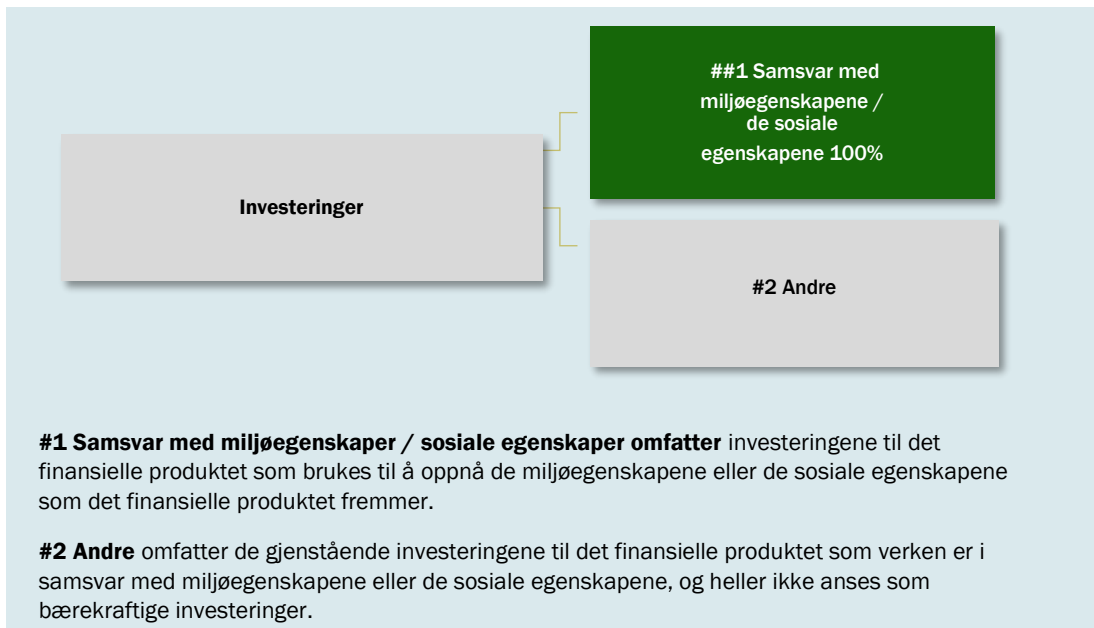 ##1 Samsvar med
miljøegenskapene /
de sosiale
egenskapene 100%
Investeringer
#2 Andre
#1 Samsvar med miljøegenskaper / sosiale egenskaper omfatter investeringene til det
finansielle produktet som brukes til å oppnå de miljøegenskapene eller de sosiale egenskapene
som det finansielle produktet fremmer.
#2 Andre omfatter de gjenstående investeringene til det finansielle produktet som verken er i
samsvar med miljøegenskapene eller de sosiale egenskapene, og heller ikke anses som
bærekraftige investeringer.